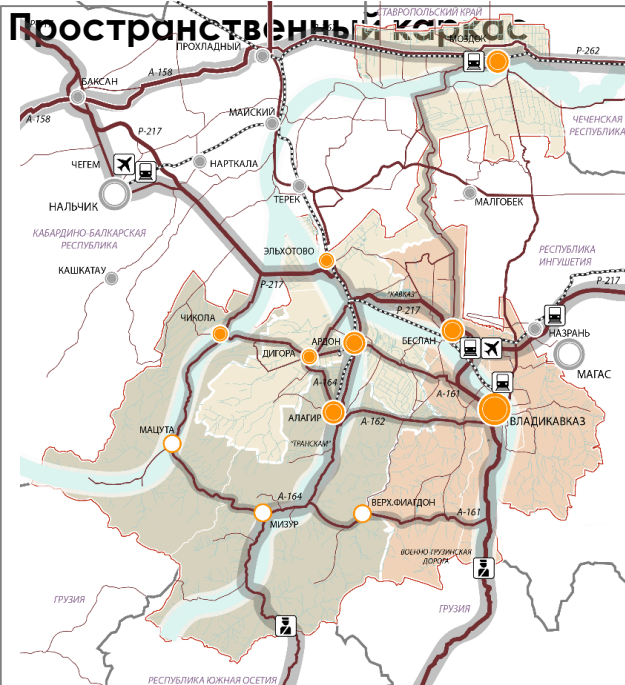 Пространственный каркас
СТАВРОПОЛЬСКИЙ КРАЙ
ПРОХЛАДНЫЙ
МОЗДОК
Р-262
А-158
БАКСАН
А-158
МАЙСКИЙ
ЧЕЧЕНСКАЯ
РЕСПУБЛИКА
Р-217
ЧЕГЕМ
НАРТКАЛА
НАЛЬЧИК
ТЕРЕК
МАЛГОБЕК
КАБАРДИНО-БАЛКАРСКАЯ
РЕСПУБЛИКА
ЭЛЬХОТОВО
РЕСПУБЛИКА
ИНГУШЕТИЯ
КАШКАТАУ
Р-217
Р-217
"КАВКАЗ"
Р-217
ЧИКОЛА
АРДОН
БЕСЛАН
НАЗРАНЬ
ДИГОРА
МАГАС
А-164
А-161
АЛАГИР
А-162
ВЛАДИКАВКАЗ
МАЦУТА
"ТРАНСКАМ"
А-164
ВЕРХ.ФИАГДОН
МИЗУР
А-161
ВОЕННО-ГРУЗИНСКАЯ
ДОРОГА
ГРУЗИЯ
ГРУЗИЯ
РЕСПУБЛИКА ЮЖНАЯ ОСЕТИЯ